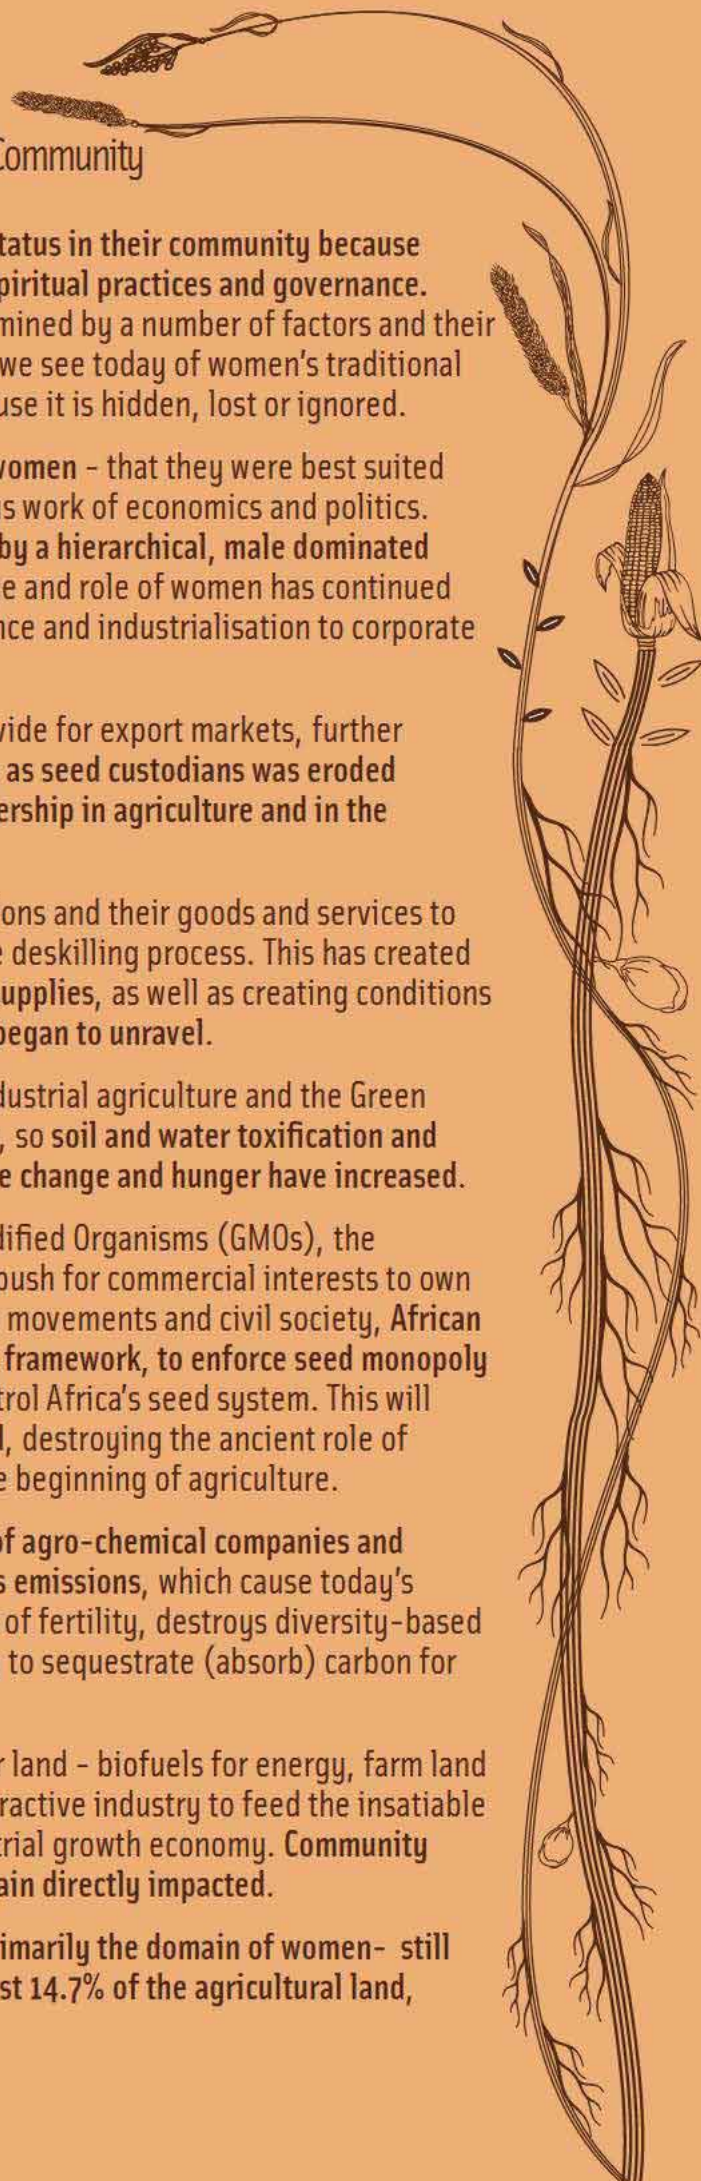 Community
tatus in their community because
piritual practices and governance.
mined by a number of factors and their
we see today of women's traditional
use it is hidden, lost or ignored.
women - that they were best suited
is work of economics and politics.
by a hierarchical, male dominated
e and role of women has continued
nce and industrialisation to corporate
wide for export markets, further
as seed custodians was eroded
ership in agriculture and in the
ons and their goods and services to
e deskilling process. This has created
upplies, as well as creating conditions
began to unravel.
dustrial agriculture and the Green
, so soil and water toxification and
e change and hunger have increased.
dified Organisms (GMOs), the
push for commercial interests to own
movements and civil society, African
framework, to enforce seed monopoly
trol Africa's seed system. This will
l, destroying the ancient role of
e beginning of agriculture.
of agro-chemical companies and
s emissions, which cause today's
of fertility, destroys diversity-based
to sequestrate (absorb) carbon for
r land - biofuels for energy, farm land
ractive industry to feed the insatiable
trial growth economy. Community
ain directly impacted.
imarily the domain of women- still
st 14.7% of the agricultural land,